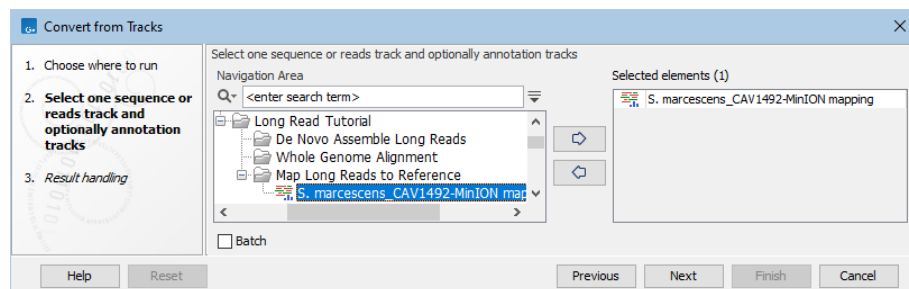 Convert from Tracks
1. Choose where to run
2. Select one sequence or
reads track and
optionally annotation
tracks
3. Result handling
Select one sequence or reads track and optionally annotation tracks
Navigation Area
<enter search term>
Long Read Tutorial
De Novo Assemble Long Reads
Whole Genome Alignment
Map Long Reads to Reference
S. marcescens_CAV1492-MinION map
Batch
Selected elements (1)
S. marcescens_CAV1492-MinION mapping
Help
Reset
Previous
Next
Finish
Cancel